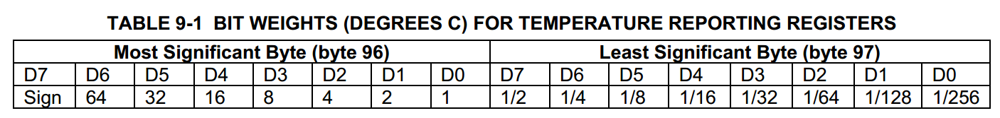 TABLE 9-1 BIT WEIGHTS (DEGREES C) FOR TEMPERATURE REPORTING REGISTERS
Most Significant Byte (byte 96) Least Significant Byte (byte 97)
D7 D6 D5 D4 D3 D2 D1 D0 D7 D6 D5 D4 D3 D2 D1 D0
Sign 64 32 16 8 4 2 1 1/2 1/4 1/8 1/16 1/32 1/64 1/128 1/256